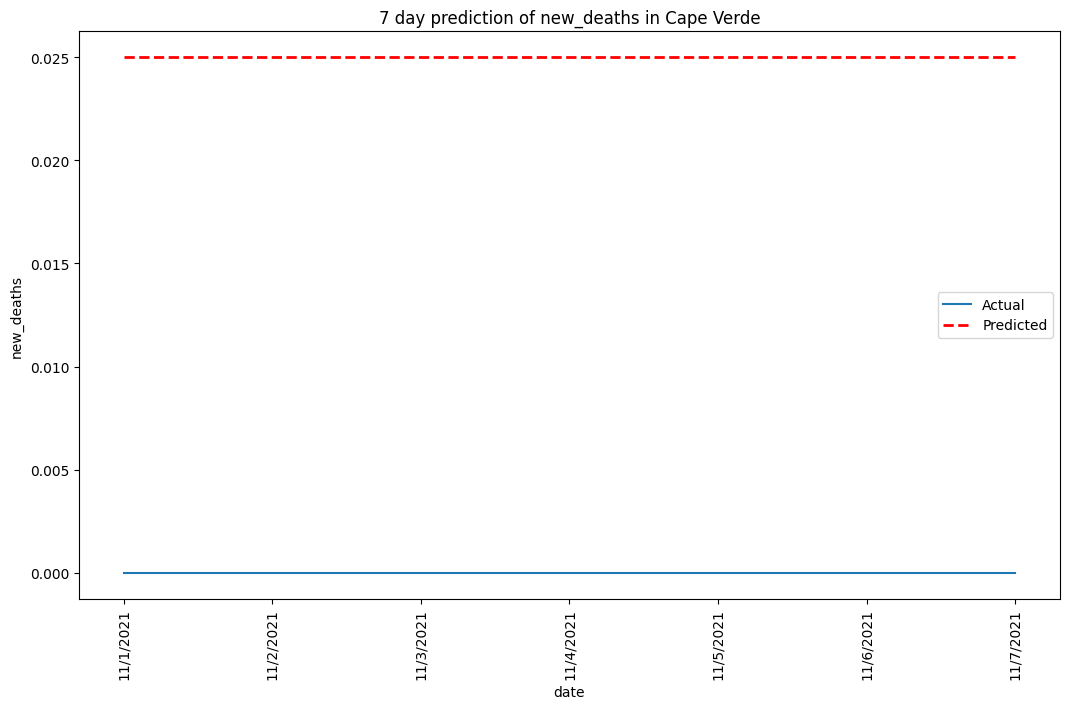 7 day prediction of new_deaths in Cape Verde
0.025
0.020
0.015
0.010
0.005
0.000
new_deaths
Actual
Predicted
11/1/2021
11/2/2021
11/3/2021
11/4/2021
11/5/2021
11/6/2021
11/7/2021
date